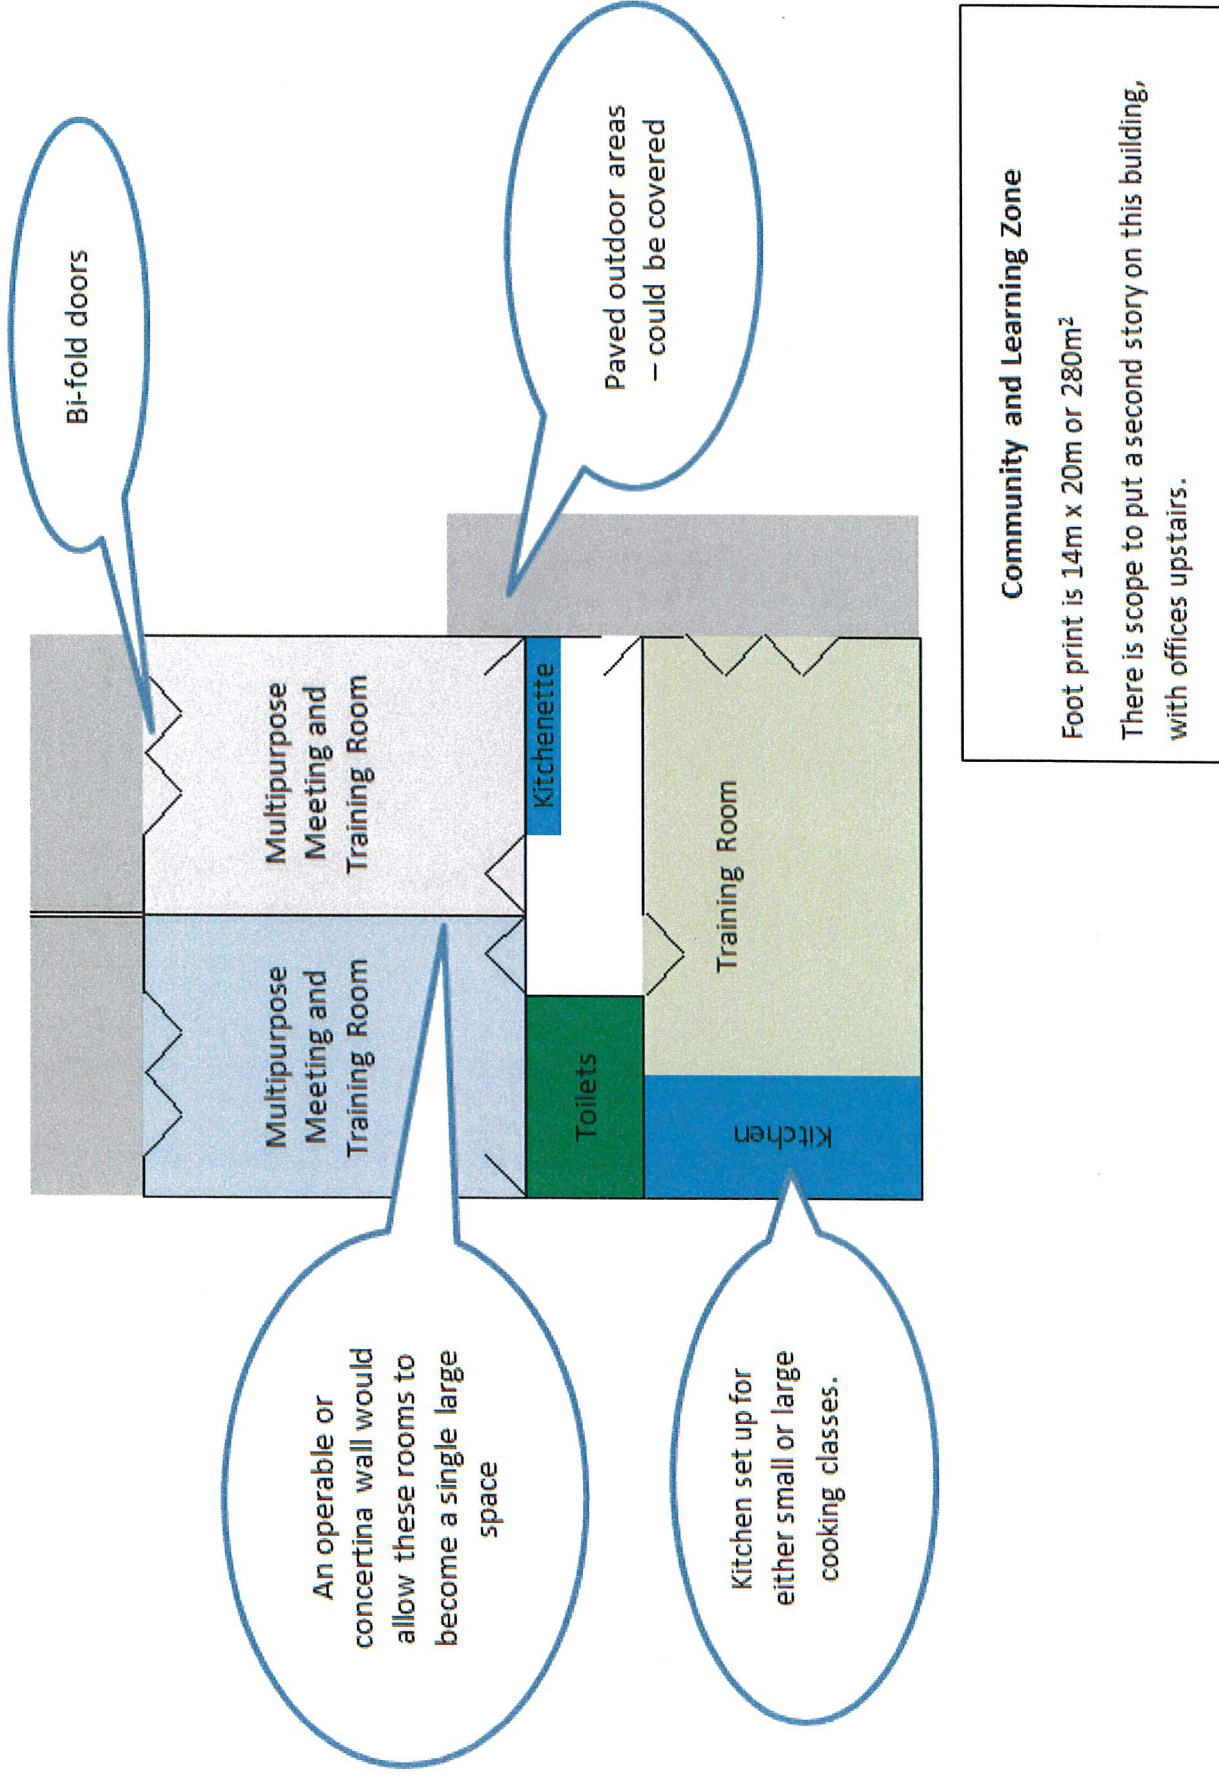 Bi-fold doors
Paved outdoor areas
– could be covered
Multipurpose
Meeting and
Training Room
Multipurpose
Meeting and
Training Room
Kitchenette
Toilets
Training Room
Kitchen
An operable or
concertina wall would
allow these rooms to
become a single large
space
Kitchen set up for
either small or large
cooking classes.
Community and Learning Zone
Foot print is 14m x 20m or 280m²
There is scope to put a second story on this building,
with offices upstairs.